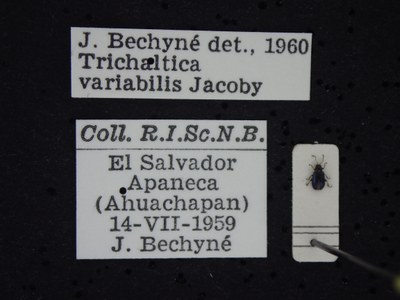 J. Bechyné det., 1960
Trichaltica
variabilis Jacoby
Coll. R.I.Sc.N.B.
El Salvador
Apaneca
(Ahuachapan)
14-VII-1959
J. Bechyné